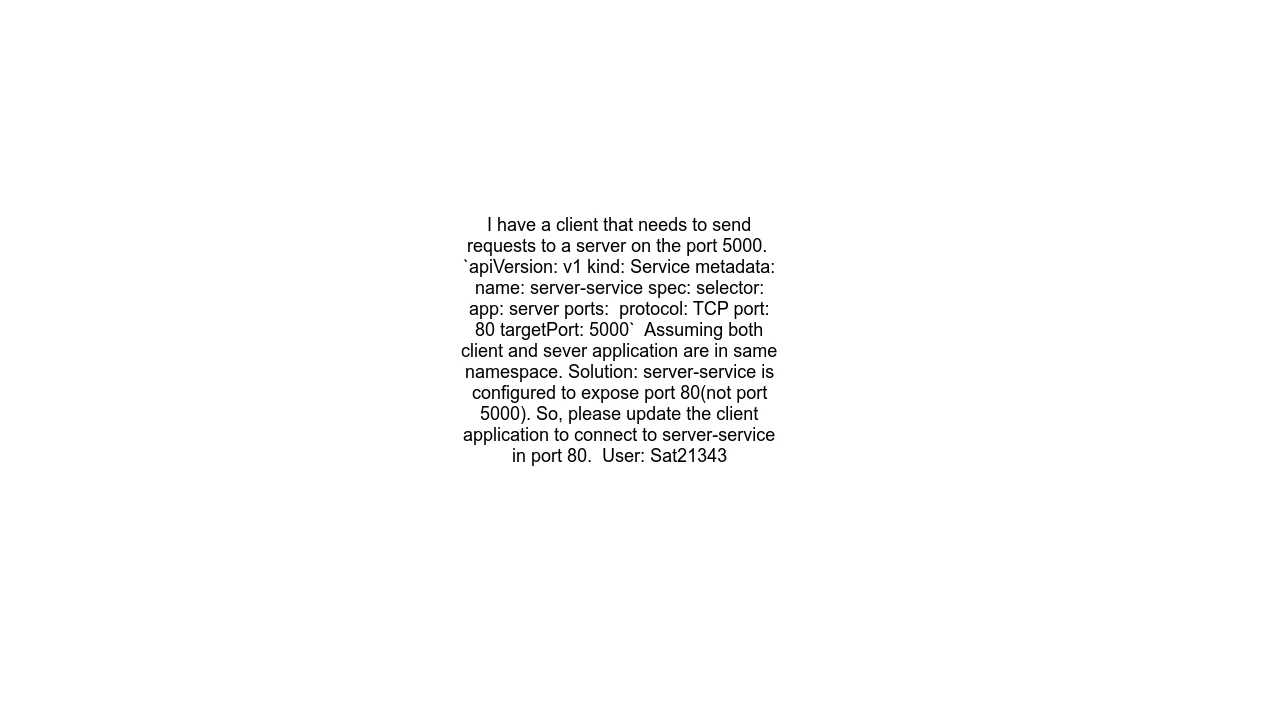 I have a client that needs to send
requests to a server on the port 5000.
`apiVersion: v1 kind: Service metadata:
name: server-service spec: selector:
app: server ports:  protocol: TCP port:
80 targetPort: 5000`  Assuming both
client and sever application are in same
namespace. Solution: server-service is
configured to expose port 80(not port
5000). So, please update the client
application to connect to server-service
in port 80.  User: Sat21343